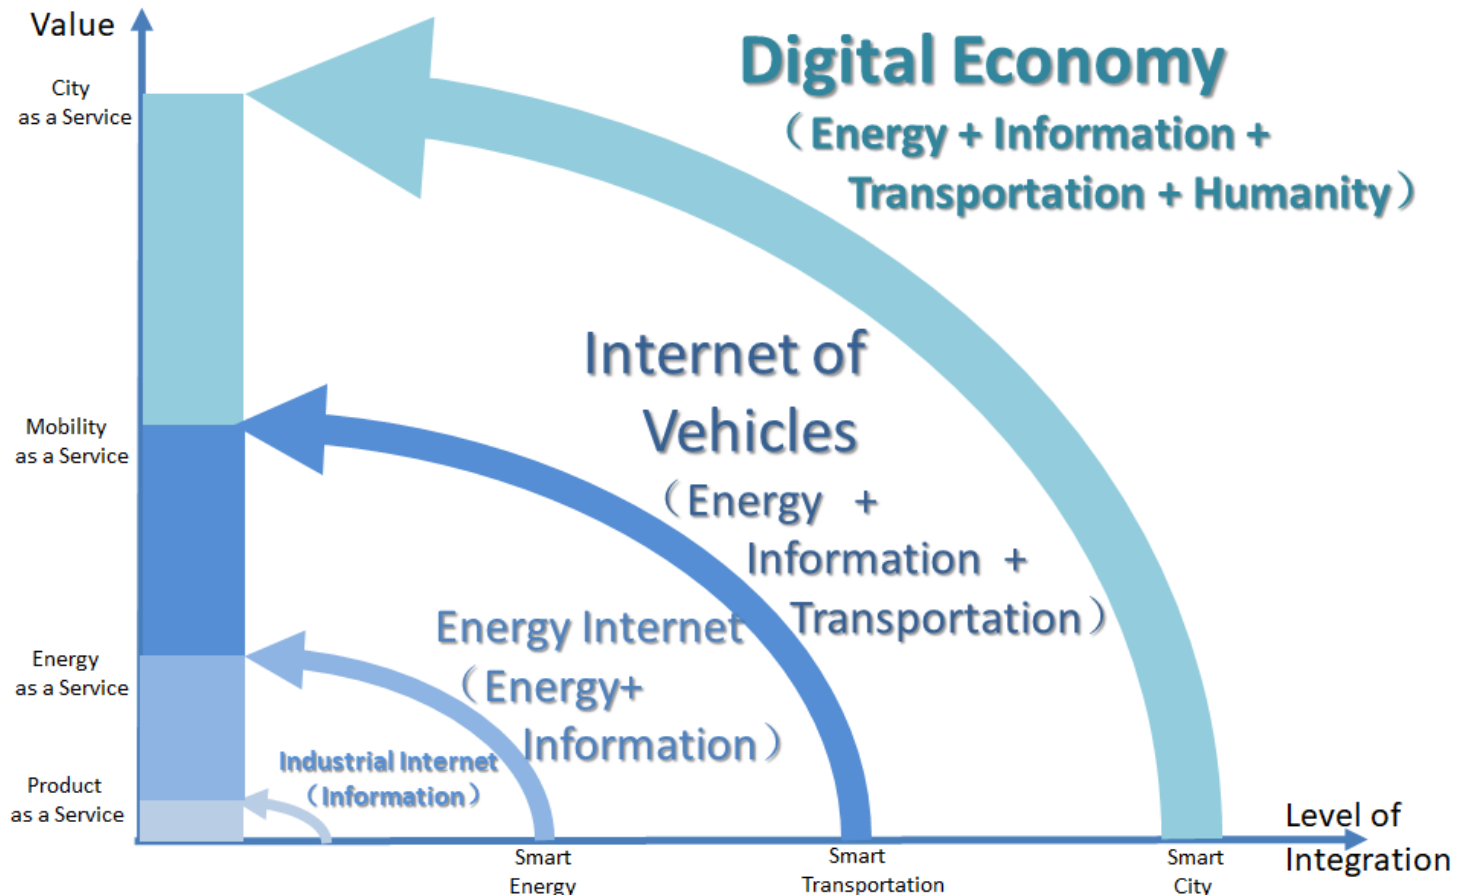 Value
City
as a Service
Digital Economy
（Energy + Information +
Transportation + Humanity）
Internet of
Vehicles
（Energy +
Information +
Transportation）
Mobility
as a Service
Energy Internet
（Energy+
Information）
Energy
as a Service
Industrial Internet
（Information）
Product
as a Service
Level of
Integration
Smart
Energy
Smart
Transportation
Smart
City